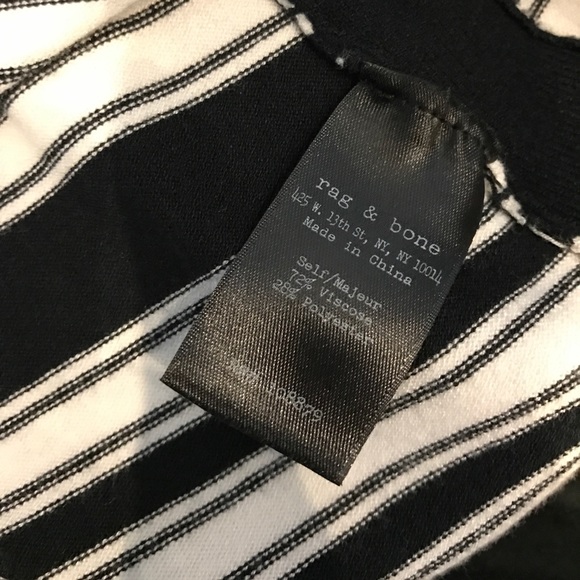 rag & bone
425 W. 13th St, NY, NY 10014
Made in China
Self/Majeur
72% Viscose
28% Polyester